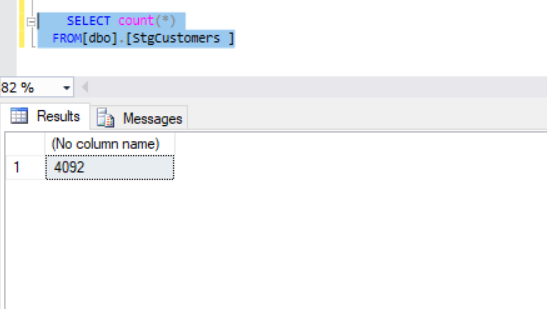 SELECT count(*)
FROM[dbo].[StgCustomers ]
82 %
Results Messages
(No column name)
1 4092